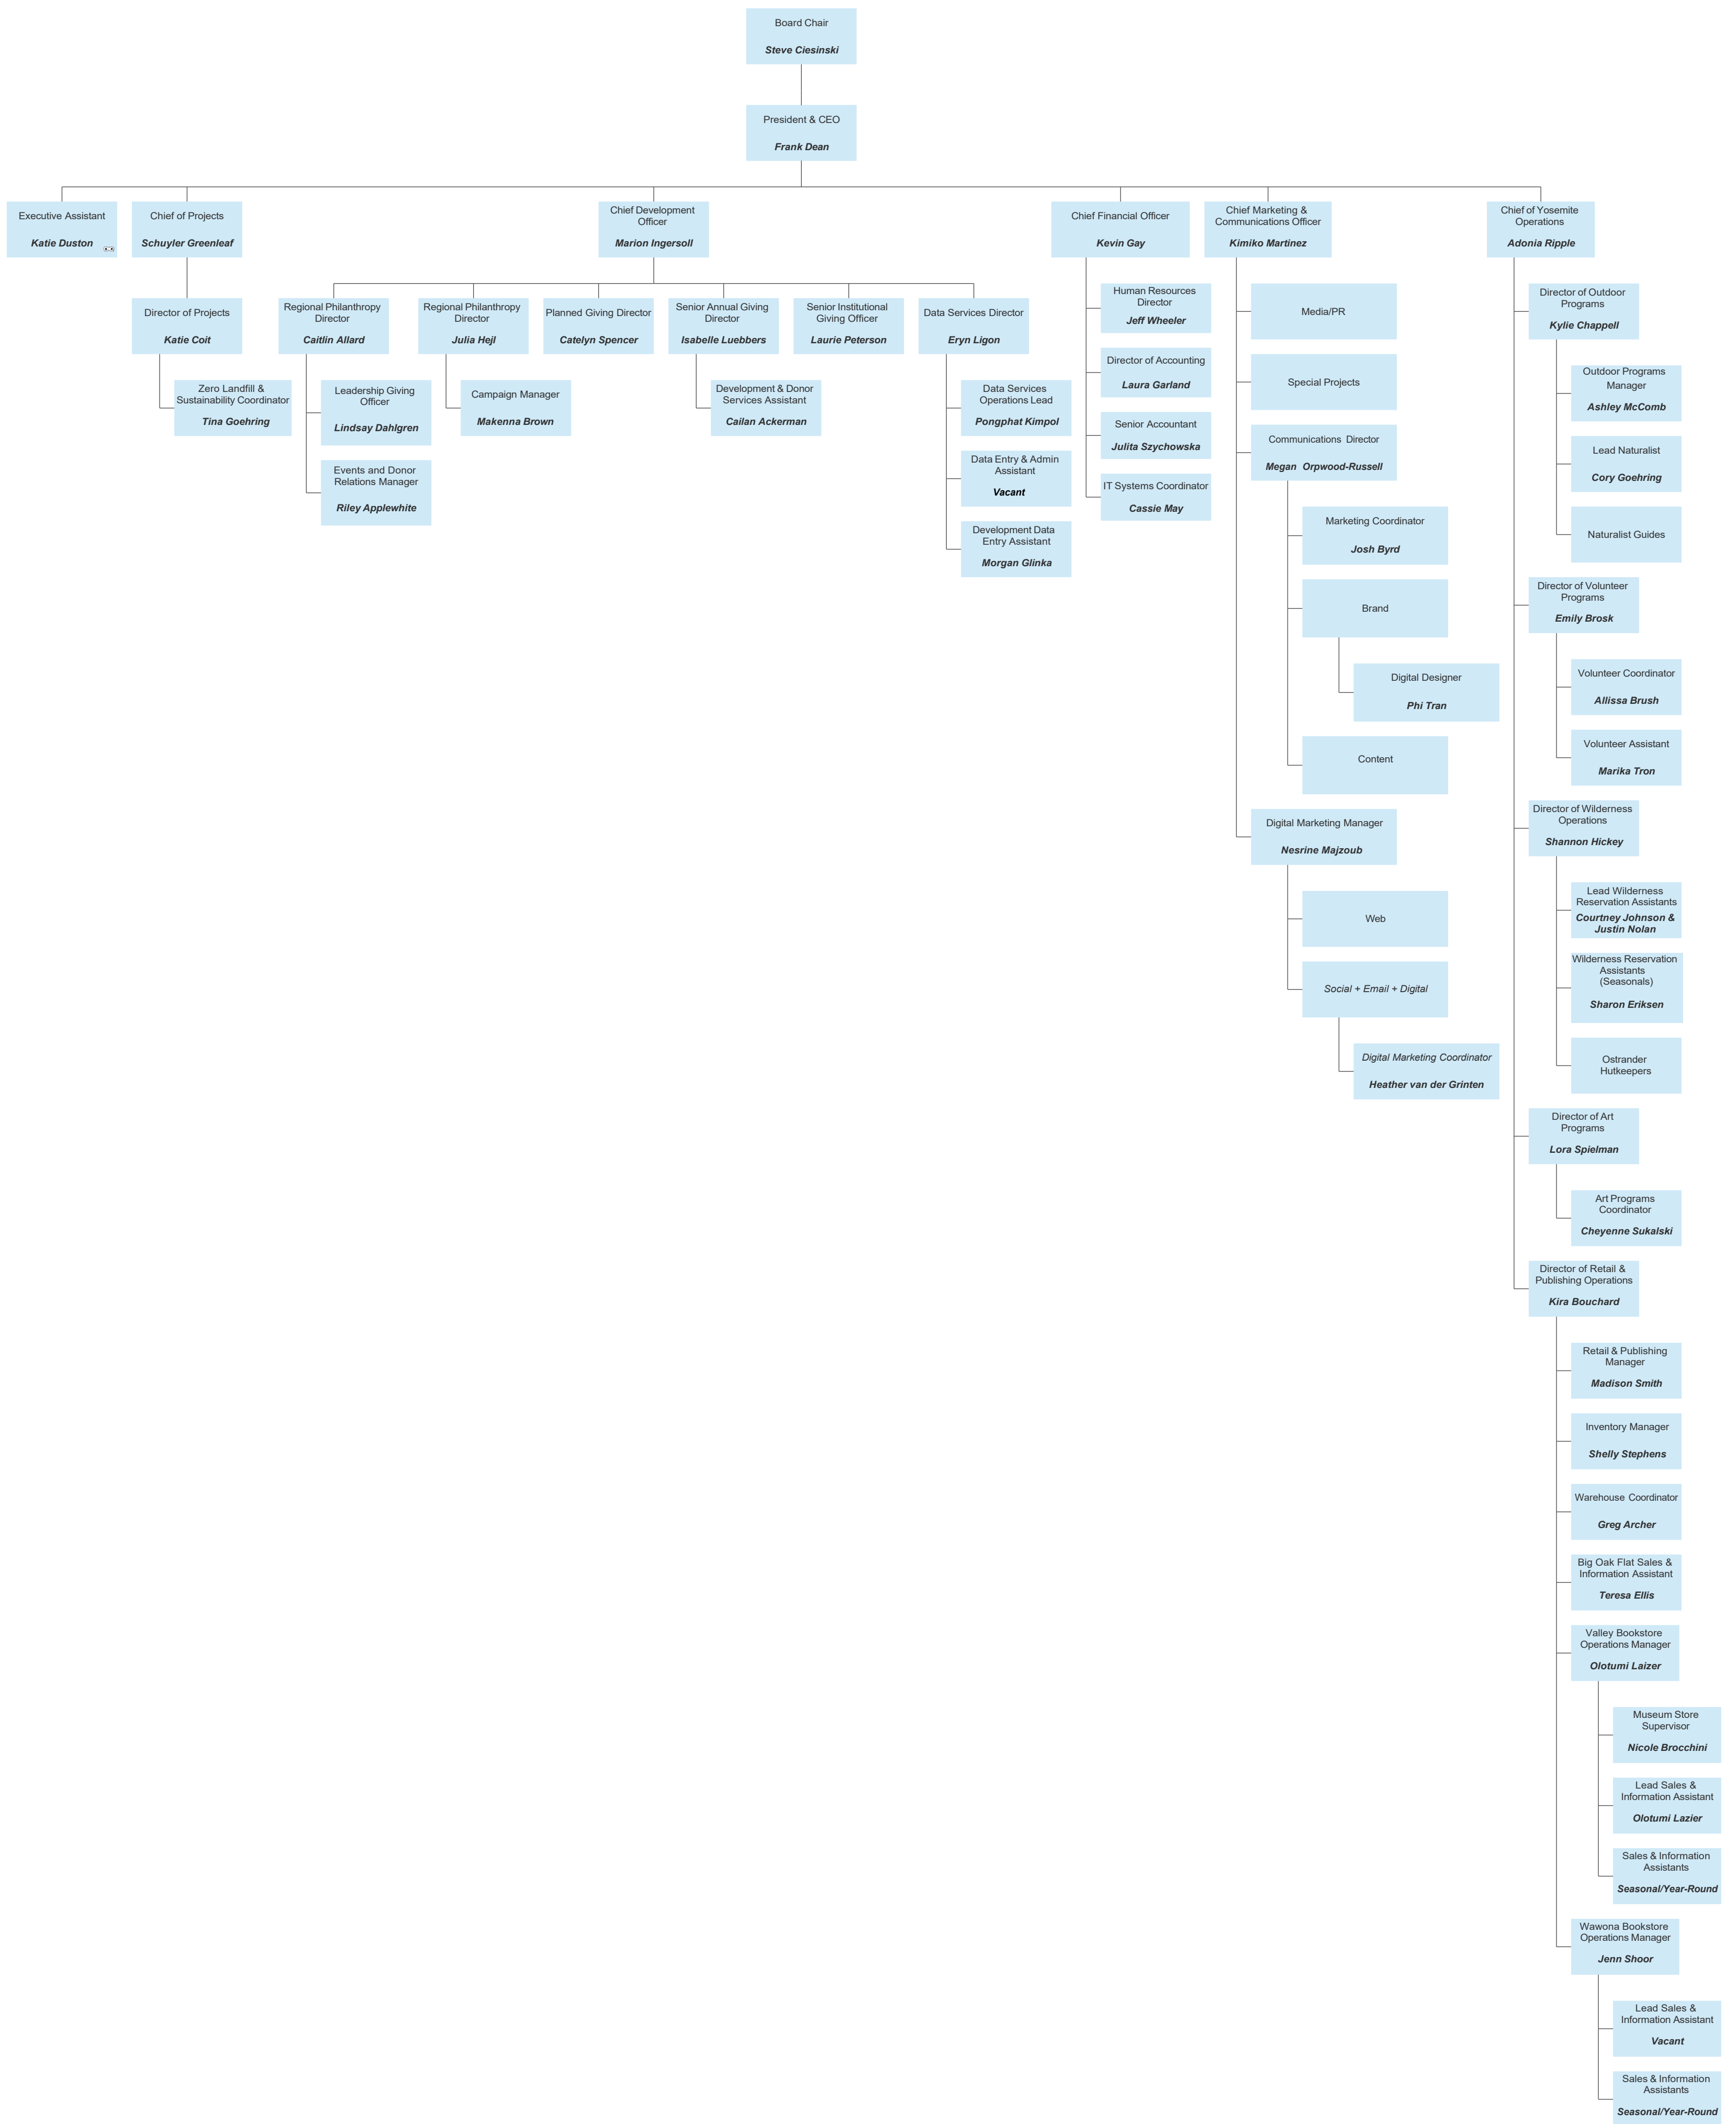 Board Chair
Steve Ciesinski
President & CEO
Frank Dean
Executive Assistant
Katie Duston
Chief of Projects
Schuyler Greenleaf
Director of Projects
Katie Coit
Zero Landfill &
Sustainability Coordinator
Tina Goehring
Chief Development
Officer
Marion Ingersoll
Regional Philanthropy
Director
Caitlin Allard
Leadership Giving
Officer
Lindsay Dahlgren
Events and Donor
Relations Manager
Riley Applewhite
Regional Philanthropy
Director
Julia Hejl
Campaign Manager
Makenna Brown
Planned Giving Director
Catelyn Spencer
Senior Annual Giving
Director
Isabelle Luebbers
Development & Donor
Services Assistant
Cailan Ackerman
Senior Institutional
Giving Officer
Laurie Peterson
Data Services Director
Eryn Ligon
Data Services
Operations Lead
Pongphat Kimpol
Data Entry & Admin
Assistant
Vacant
Development Data
Entry Assistant
Morgan Glinka
Chief Financial Officer
Kevin Gay
Human Resources
Director
Jeff Wheeler
Director of Accounting
Laura Garland
Senior Accountant
Julita Szychowska
IT Systems Coordinator
Cassie May
Chief Marketing &
Communications Officer
Kimiko Martinez
Media/PR
Special Projects
Communications Director
Megan Orpwood-Russell
Marketing Coordinator
Josh Byrd
Brand
Digital Designer
Phi Tran
Content
Digital Marketing Manager
Nesrine Majzoub
Web
Social + Email + Digital
Digital Marketing Coordinator
Heather van der Grinten
Chief of Yosemite
Operations
Adonia Ripple
Director of Outdoor
Programs
Kylie Chappell
Outdoor Programs
Manager
Ashley McComb
Lead Naturalist
Cory Goehring
Naturalist Guides
Director of Volunteer
Programs
Emily Brosk
Volunteer Coordinator
Allissa Brush
Volunteer Assistant
Marika Tron
Director of Wilderness
Operations
Shannon Hickey
Lead Wilderness
Reservation Assistants
Courtney Johnson &
Justin Nolan
Wilderness Reservation
Assistants
(Seasonals)
Sharon Eriksen
Ostrander
Hutkeepers
Director of Art
Programs
Lora Spielman
Art Programs
Coordinator
Cheyenne Sukalski
Director of Retail &
Publishing Operations
Kira Bouchard
Retail & Publishing
Manager
Madison Smith
Inventory Manager
Shelly Stephens
Warehouse Coordinator
Greg Archer
Big Oak Flat Sales &
Information Assistant
Teresa Ellis
Valley Bookstore
Operations Manager
Olotumi Laizer
Museum Store
Supervisor
Nicole Brocchini
Lead Sales &
Information Assistant
Olotumi Lazier
Sales & Information
Assistants
Seasonal/Year-Round
Wawona Bookstore
Operations Manager
Jenn Shoor
Lead Sales &
Information Assistant
Vacant
Sales & Information
Assistants
Seasonal/Year-Round